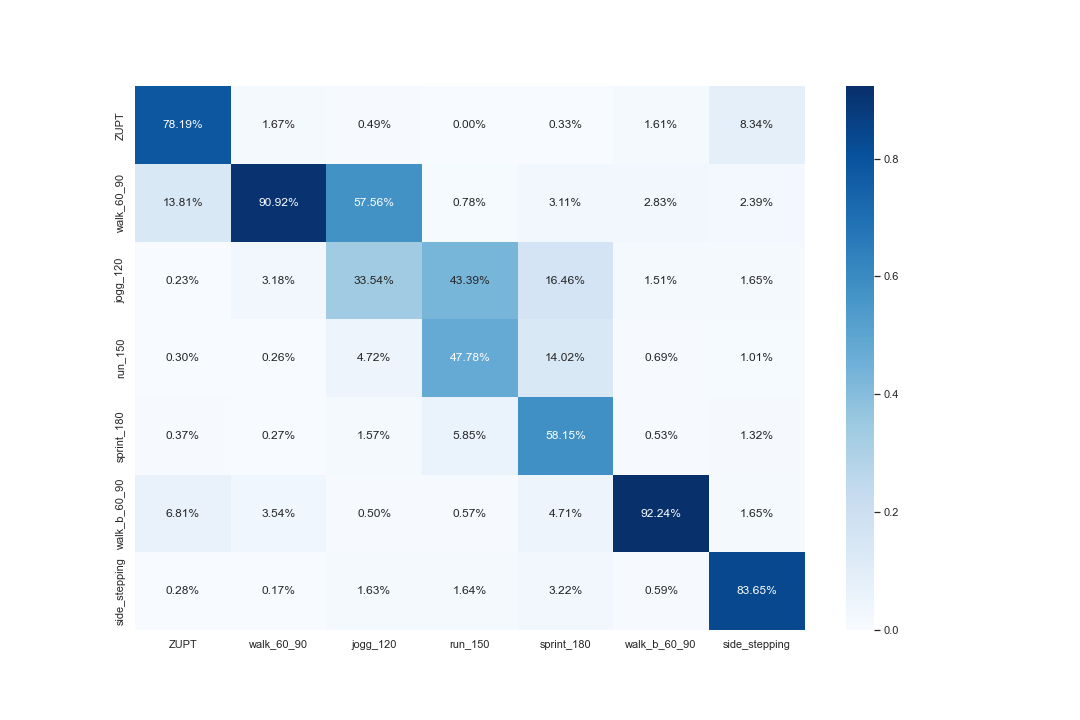 ZUPT 78.19% 1.67% 0.49% 0.00% 0.33% 1.61% 8.34%
walk_60_90 13.81% 90.92% 57.56% 0.78% 3.11% 2.83% 2.39%
jogg_120 0.23% 3.18% 33.54% 43.39% 16.46% 1.51% 1.65%
run_150 0.30% 0.26% 4.72% 47.78% 14.02% 0.69% 1.01%
sprint_180 0.37% 0.27% 1.57% 5.85% 58.15% 0.53% 1.32%
walk_b_60_90 6.81% 3.54% 0.50% 0.57% 4.71% 92.24% 1.65%
side_stepping 0.28% 0.17% 1.63% 1.64% 3.22% 0.59% 83.65%
ZUPT walk_60_90 jogg_120 run_150 sprint_180 walk_b_60_90 side_stepping
0.8
0.6
0.4
0.2
0.0